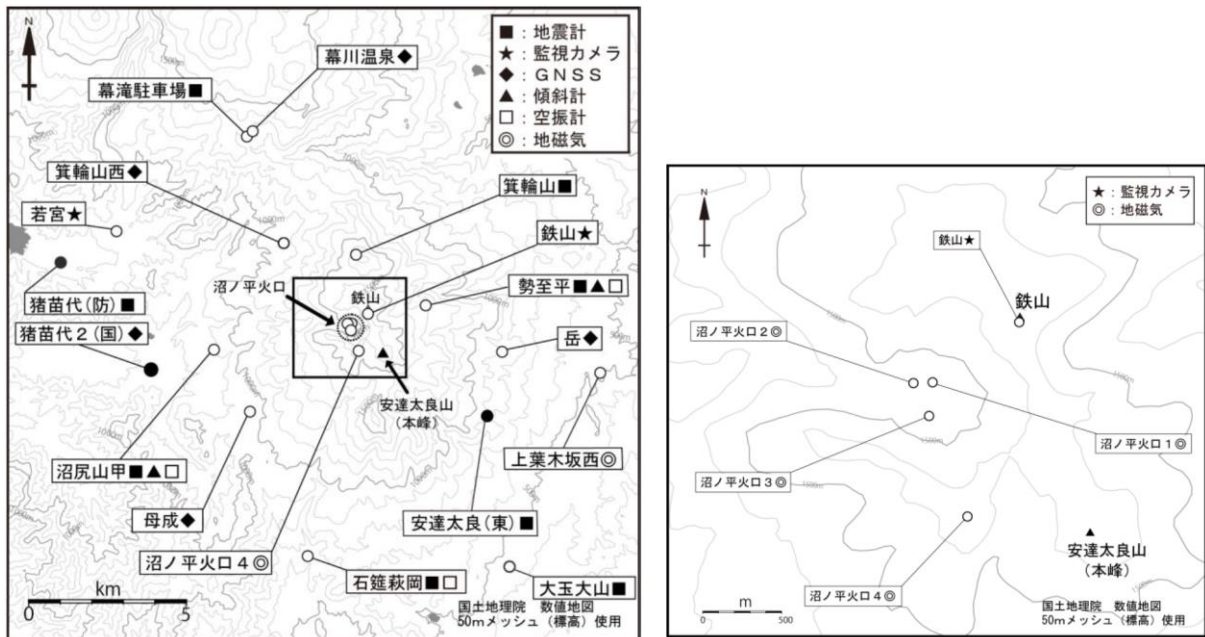 N
■：地震計
★：監視カメラ
◆：ＧＮＳＳ
▲：傾斜計
□：空振計
◎：地磁気
幕川温泉◆
幕滝駐車場■
箕輪山西◆
箕輪山■
若宮★
鉄山★
沼ノ平火口
鉄山
勢至平■▲□
猪苗代(防)■
猪苗代２(国)◆
岳◆
安達太良山
(本峰)
上葉木坂西◎
沼尻山甲■▲□
母成◆
安達太良(東)■
沼ノ平火口４◎
石筵萩岡■□
大玉大山■
1000m
1000m
500m
km
0 5
国土地理院　数値地図
50mメッシュ(標高)使用
N
★：監視カメラ
◎：地磁気
鉄山★
鉄山
沼ノ平火口２◎
沼ノ平火口１◎
沼ノ平火口３◎
1500m
1500m
1500m
1500m
安達太良山
(本峰)
沼ノ平火口４◎
m
0 500
国土地理院　数値地図
50mメッシュ(標高)使用